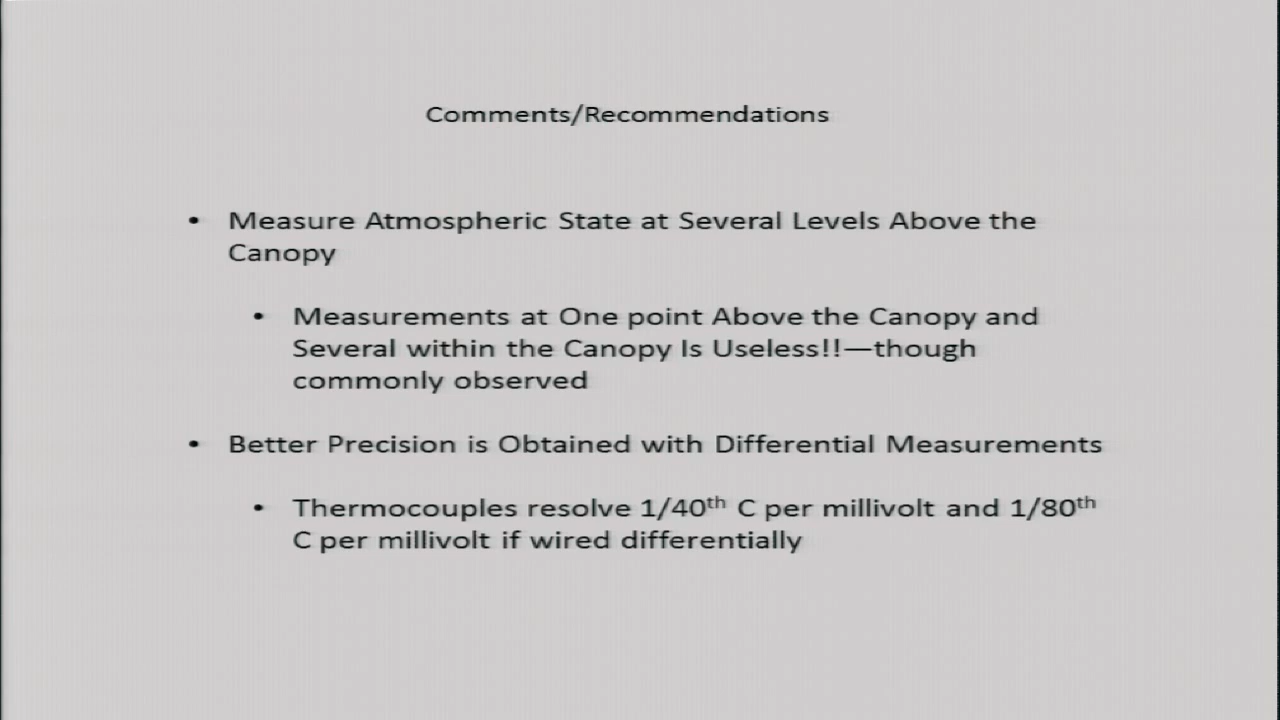 Comments/Recommendations
• Measure Atmospheric State at Several Levels Above the
Canopy
• Measurements at One point Above the Canopy and
Several within the Canopy Is Useless!!—though
commonly observed
• Better Precision is Obtained with Differential Measurements
• Thermocouples resolve 1/40th C per millivolt and 1/80th
C per millivolt if wired differentially